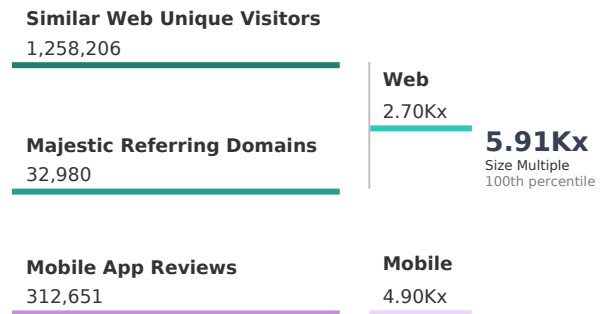 Similar Web Unique Visitors
1,258,206
Web
2.70Kx
Majestic Referring Domains
32,980
5.91Kx
Size Multiple
100th percentile
Mobile App Reviews
312,651
Mobile
4.90Kx